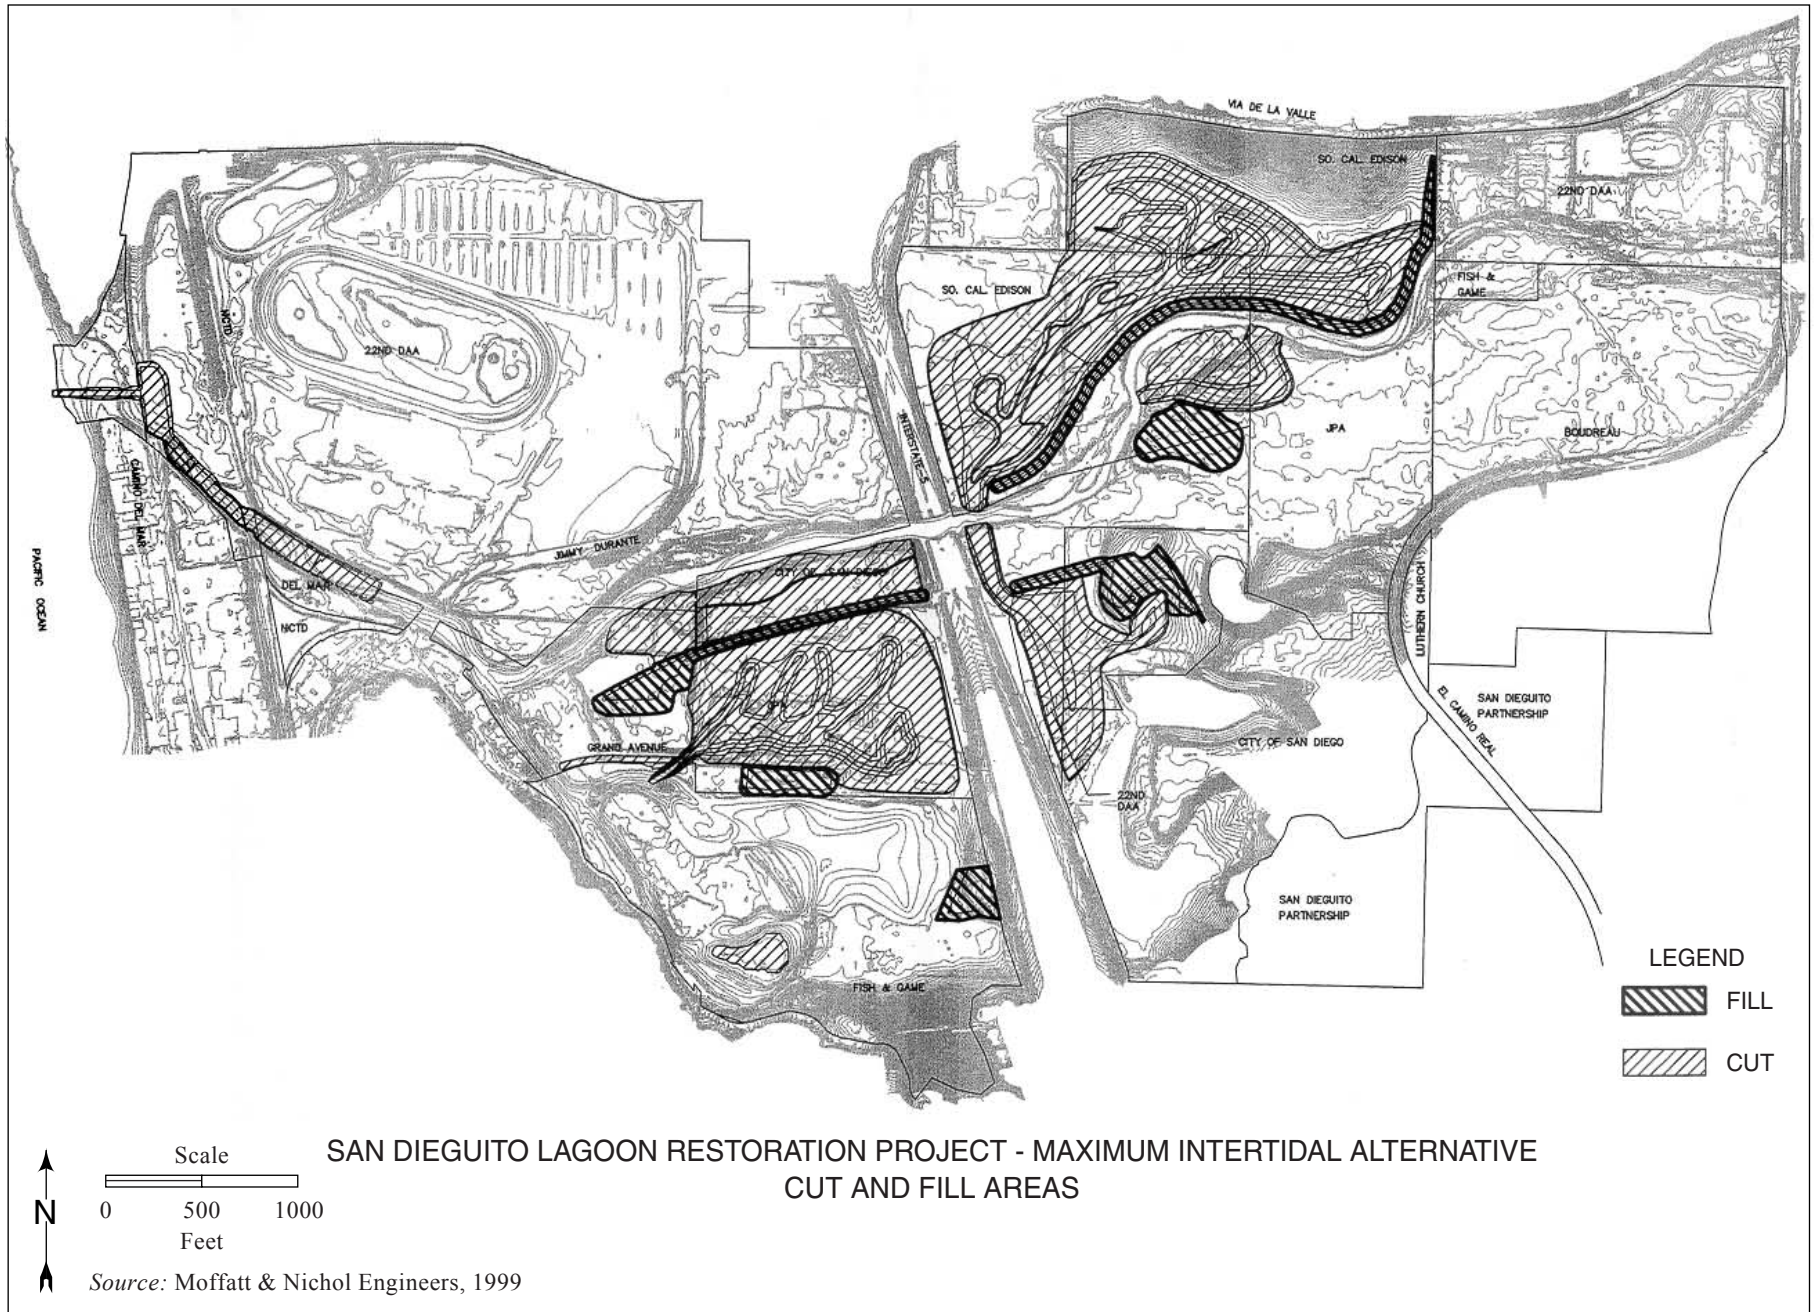 VIA DE LA VALLE
SO. CAL. EDISON
22ND DAA
FISH &
GAME
SO. CAL. EDISON
NCTD
22ND DAA
INTERSTATE-5
JPA
BOUDREAU
CAMINO DEL MAR
PACIFIC OCEAN
JIMMY DURANTE
CITY OF SAN DIEGO
DEL MAR
NCTD
LUTHERN CHURCH
EL CAMINO REAL
SAN DIEGUITO
PARTNERSHIP
JPA
GRAND AVENUE
CITY OF SAN DIEGO
22ND
DAA
SAN DIEGUITO
PARTNERSHIP
FISH & GAME
LEGEND
FILL
CUT
SAN DIEGUITO LAGOON RESTORATION PROJECT - MAXIMUM INTERTIDAL ALTERNATIVE
CUT AND FILL AREAS
N
Scale
0 500 1000
Feet
Source: Moffatt & Nichol Engineers, 1999